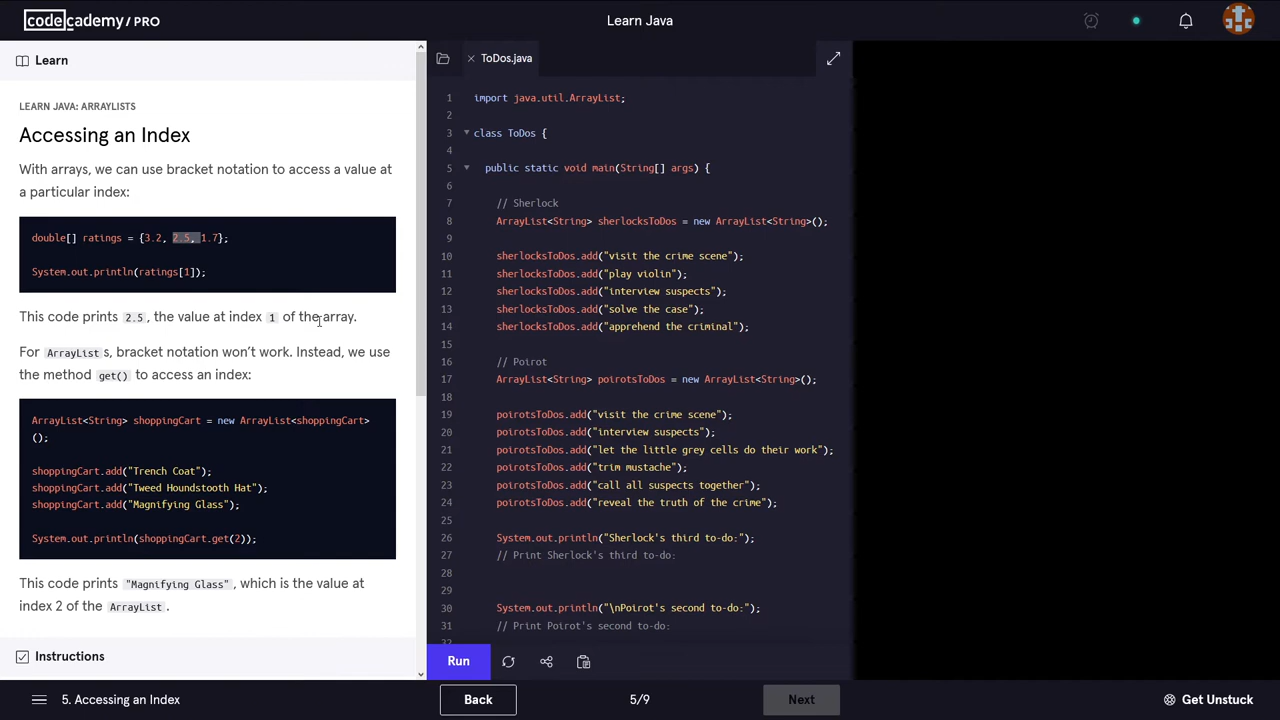 codecademy / PRO
Learn Java
Learn
ToDos.java
LEARN JAVA: ARRAYLISTS
Accessing an Index
With arrays, we can use bracket notation to access a value at
a particular index:
double[] ratings = {3.2, 2.5, 1.7};
System.out.println(ratings[1]);
This code prints 2.5, the value at index 1 of the array.
For ArrayLists, bracket notation won't work. Instead, we use
the method get() to access an index:
ArrayList<String> shoppingCart = new ArrayList<shoppingCart>
();
shoppingCart.add("Trench Coat");
shoppingCart.add("Tweed Houndstooth Hat");
shoppingCart.add("Magnifying Glass");
System.out.println(shoppingCart.get(2));
This code prints "Magnifying Glass", which is the value at
index 2 of the ArrayList.
Instructions
1 import java.util.ArrayList;
2
3 class ToDos {
4
5 public static void main(String[] args) {
6
7 // Sherlock
8 ArrayList<String> sherlocksToDos = new ArrayList<String>();
9
10 sherlocksToDos.add("visit the crime scene");
11 sherlocksToDos.add("play violin");
12 sherlocksToDos.add("interview suspects");
13 sherlocksToDos.add("solve the case");
14 sherlocksToDos.add("apprehend the criminal");
15
16 // Poirot
17 ArrayList<String> poirotsToDos = new ArrayList<String>();
18
19 poirotsToDos.add("visit the crime scene");
20 poirotsToDos.add("interview suspects");
21 poirotsToDos.add("let the little grey cells do their work");
22 poirotsToDos.add("trim mustache");
23 poirotsToDos.add("call all suspects together");
24 poirotsToDos.add("reveal the truth of the crime");
25
26 System.out.println("Sherlock's third to-do:");
27 // Print Sherlock's third to-do:
28
29
30 System.out.println("\nPoirot's second to-do:");
31 // Print Poirot's second to-do:
32
Run
5. Accessing an Index
Back
5/9
Next
Get Unstuck